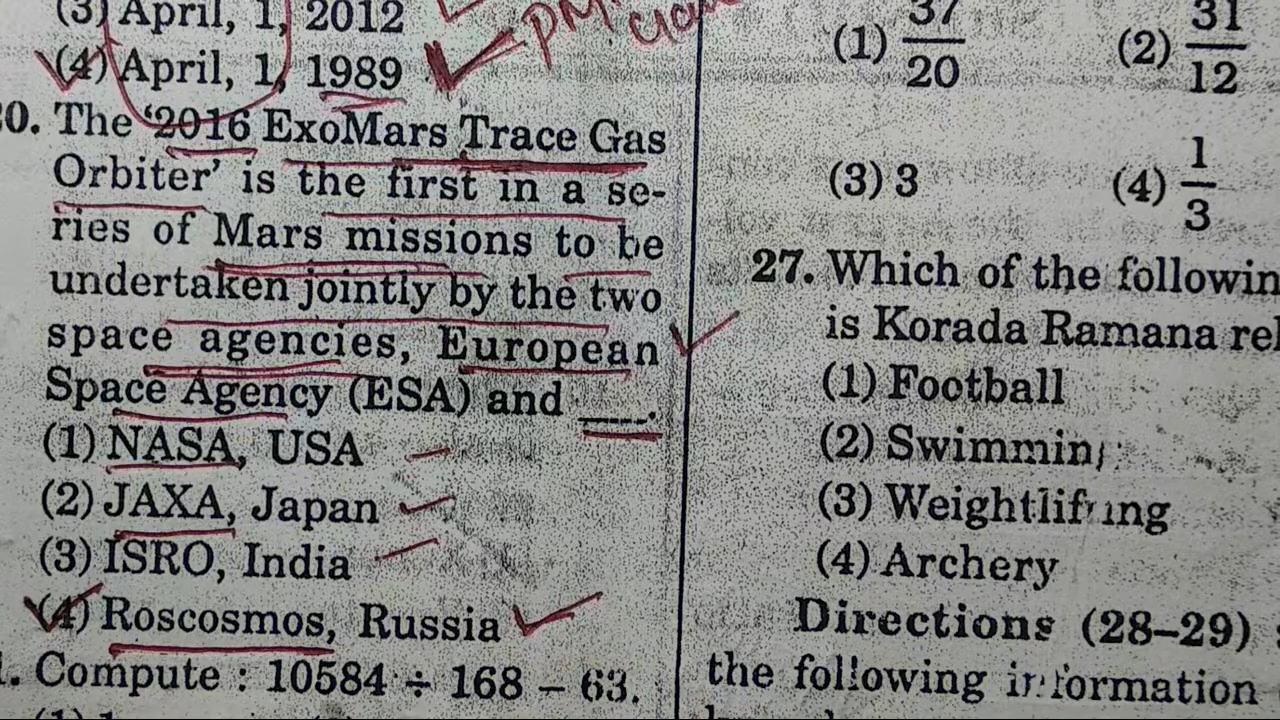 (3) April, 1, 2012
(4) April, 1, 1989
PM
20. The '2016 ExoMars Trace Gas
Orbiter' is the first in a se-
ries of Mars missions to be
undertaken jointly by the two
space agencies, European
Space Agency (ESA) and ___.
(1) NASA, USA
(2) JAXA, Japan
(3) ISRO, India
(4) Roscosmos, Russia
1. Compute : 10584 ÷ 168 – 63.
(1) 37/20 (2) 31/12
(3) 3 (4) 1/3
27. Which of the followin
is Korada Ramana rel
(1) Football
(2) Swimming
(3) Weightlifting
(4) Archery
Directions (28–29)
the following information